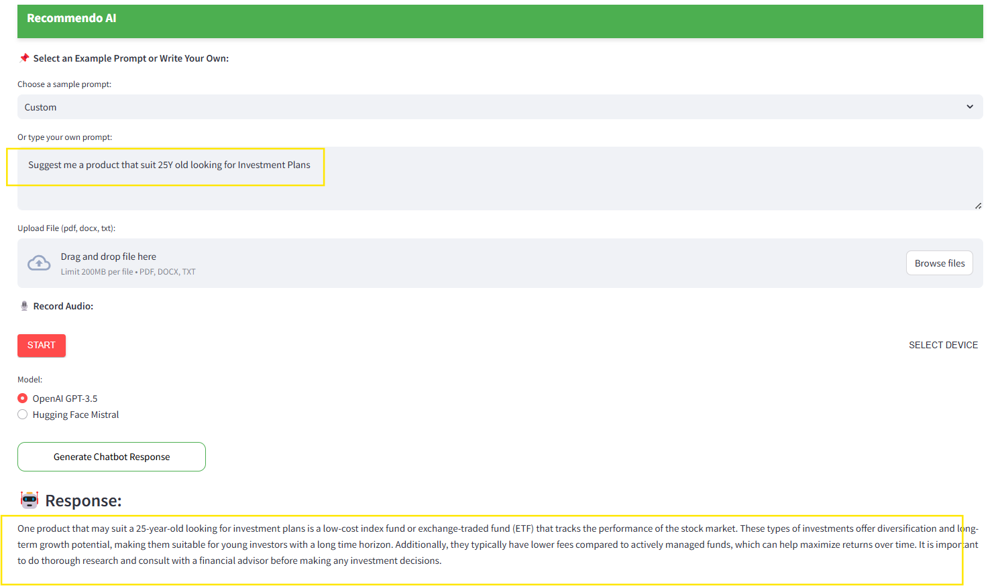 Recommendo AI
Select an Example Prompt or Write Your Own:
Choose a sample prompt:
Custom
Or type your own prompt:
Suggest me a product that suit 25Y old looking for Investment Plans
Upload File (pdf, docx, txt):
Drag and drop file here
Limit 200MB per file • PDF, DOCX, TXT
Browse files
Record Audio:
START
SELECT DEVICE
Model:
OpenAI GPT-3.5
Hugging Face Mistral
Generate Chatbot Response
Response:
One product that may suit a 25-year-old looking for investment plans is a low-cost index fund or exchange-traded fund (ETF) that tracks the performance of the stock market. These types of investments offer diversification and long-
term growth potential, making them suitable for young investors with a long time horizon. Additionally, they typically have lower fees compared to actively managed funds, which can help maximize returns over time. It is important
to do thorough research and consult with a financial advisor before making any investment decisions.